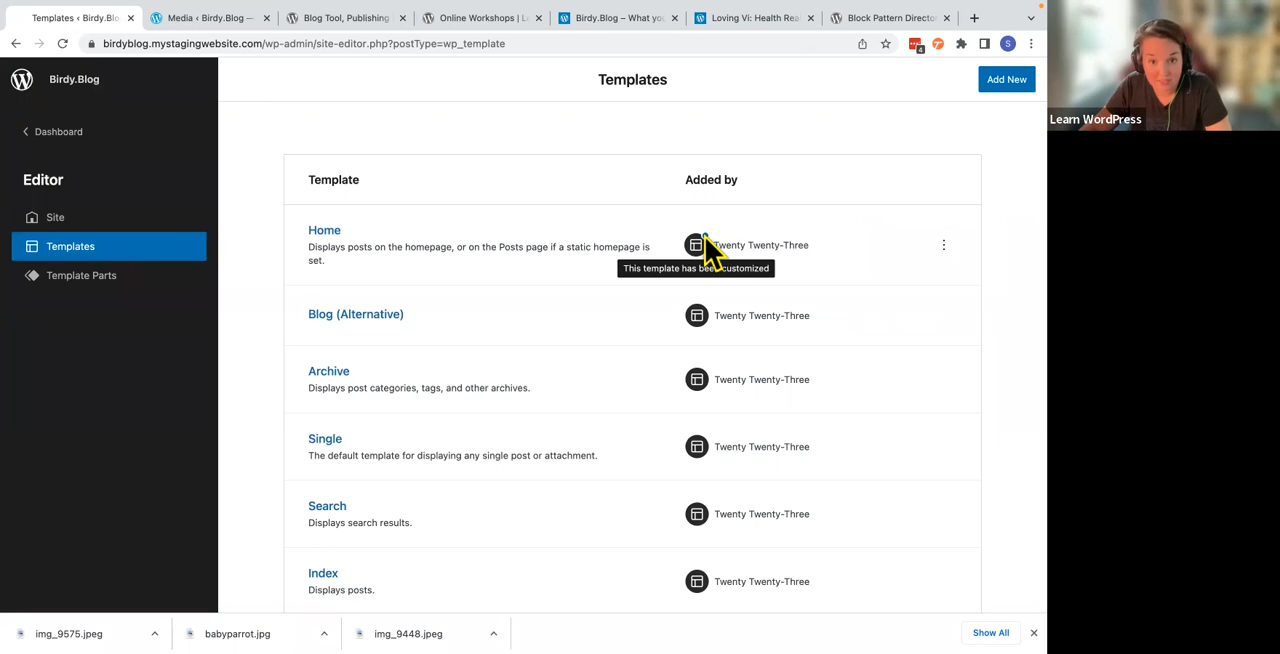 Templates ‹ Birdy.Blo
Media ‹ Birdy.Blog —
Blog Tool, Publishing
Online Workshops | L
Birdy.Blog – What you
Loving Vi: Health Rea
Block Pattern Director
birdyblog.mystagingwebsite.com/wp-admin/site-editor.php?postType=wp_template
4
S
Birdy.Blog
Templates
Add New
Learn WordPress
Dashboard
Editor
Site
Templates
Template Parts
Template
Added by
Home
Displays posts on the homepage, or on the Posts page if a static homepage is
set.
Twenty Twenty-Three
This template has been customized
Blog (Alternative)
Twenty Twenty-Three
Archive
Displays post categories, tags, and other archives.
Twenty Twenty-Three
Single
The default template for displaying any single post or attachment.
Twenty Twenty-Three
Search
Displays search results.
Twenty Twenty-Three
Index
Displays posts.
Twenty Twenty-Three
img_9575.jpeg
babyparrot.jpg
img_9448.jpeg
Show All